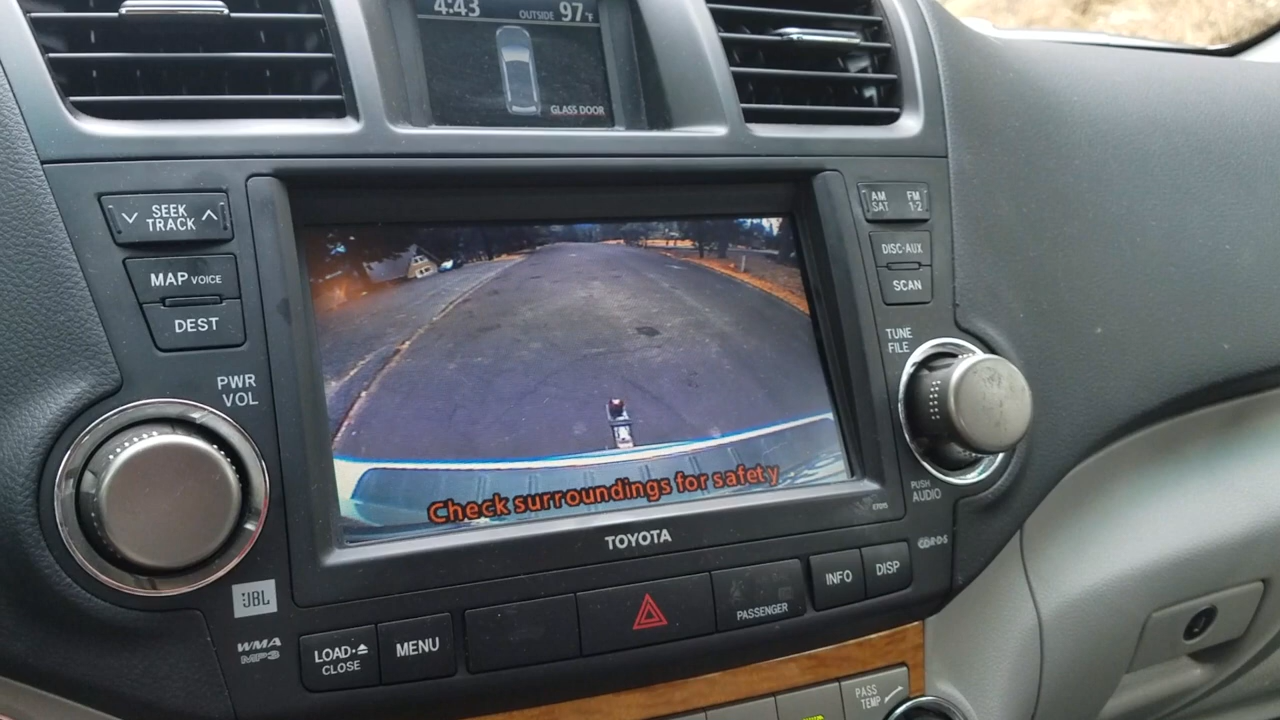 4:43 OUTSIDE 97°F
GLASS DOOR
SEEK
TRACK
MAP VOICE
DEST
PWR
VOL
AM FM
SAT 1·2
DISC·AUX
SCAN
TUNE
FILE
PUSH
AUDIO
Check surroundings for safety
E7015
TOYOTA
RDS
INFO
DISP
PASSENGER
JBL
WMA
MP3
LOAD·
CLOSE
MENU
PASS
TEMP